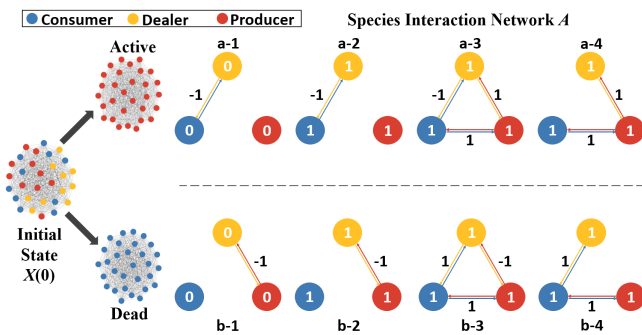 Consumer Dealer Producer
Species Interaction Network A
Active
a-1 a-2 a-3 a-4
0 1 1 1
-1 -1 -1 1 1
0 0 1 1 1 1 1 1
1 1
Initial
State
X(0)
0 1 1 1
-1 -1 1 -1 1
0 0 1 1 1 1 1 1
1 1
Dead
b-1 b-2 b-3 b-4